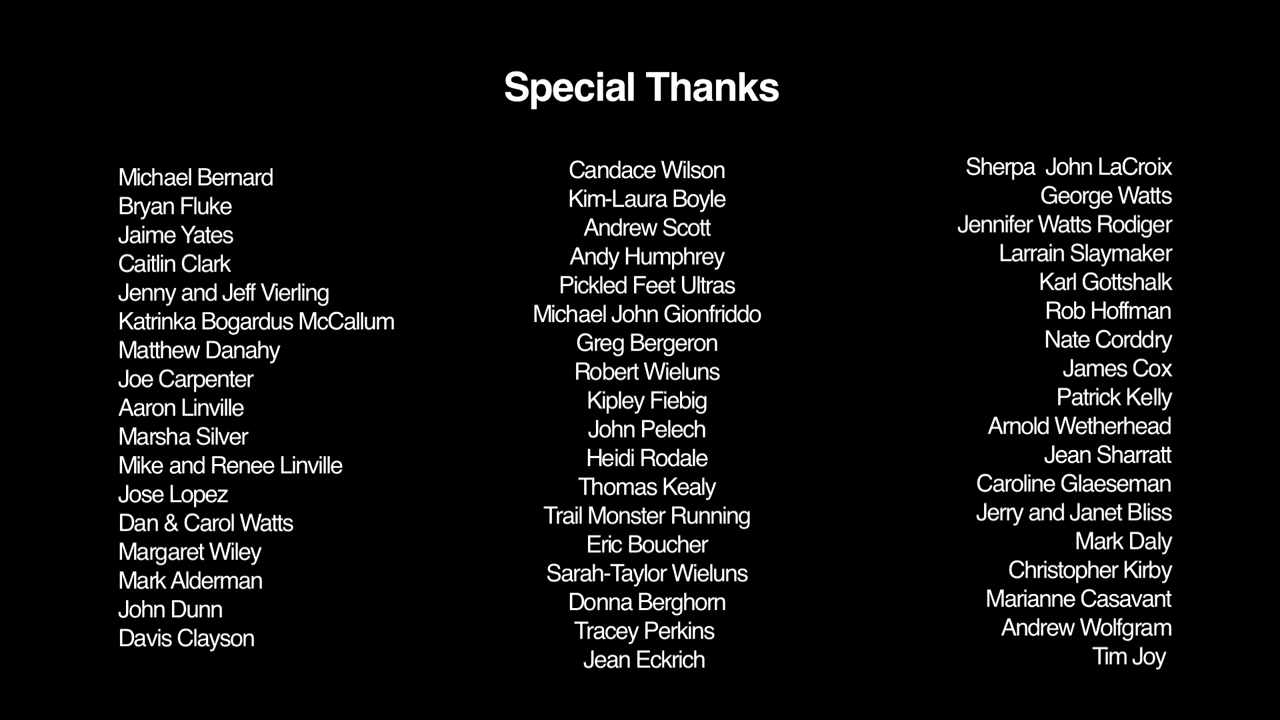 Special Thanks
Michael Bernard
Bryan Fluke
Jaime Yates
Caitlin Clark
Jenny and Jeff Vierling
Katrinka Bogardus McCallum
Matthew Danahy
Joe Carpenter
Aaron Linville
Marsha Silver
Mike and Renee Linville
Jose Lopez
Dan & Carol Watts
Margaret Wiley
Mark Alderman
John Dunn
Davis Clayson
Candace Wilson
Kim-Laura Boyle
Andrew Scott
Andy Humphrey
Pickled Feet Ultras
Michael John Gionfriddo
Greg Bergeron
Robert Wieluns
Kipley Fiebig
John Pelech
Heidi Rodale
Thomas Kealy
Trail Monster Running
Eric Boucher
Sarah-Taylor Wieluns
Donna Berghorn
Tracey Perkins
Jean Eckrich
Sherpa  John LaCroix
George Watts
Jennifer Watts Rodiger
Larrain Slaymaker
Karl Gottshalk
Rob Hoffman
Nate Corddry
James Cox
Patrick Kelly
Arnold Wetherhead
Jean Sharratt
Caroline Glaeseman
Jerry and Janet Bliss
Mark Daly
Christopher Kirby
Marianne Casavant
Andrew Wolfgram
Tim Joy